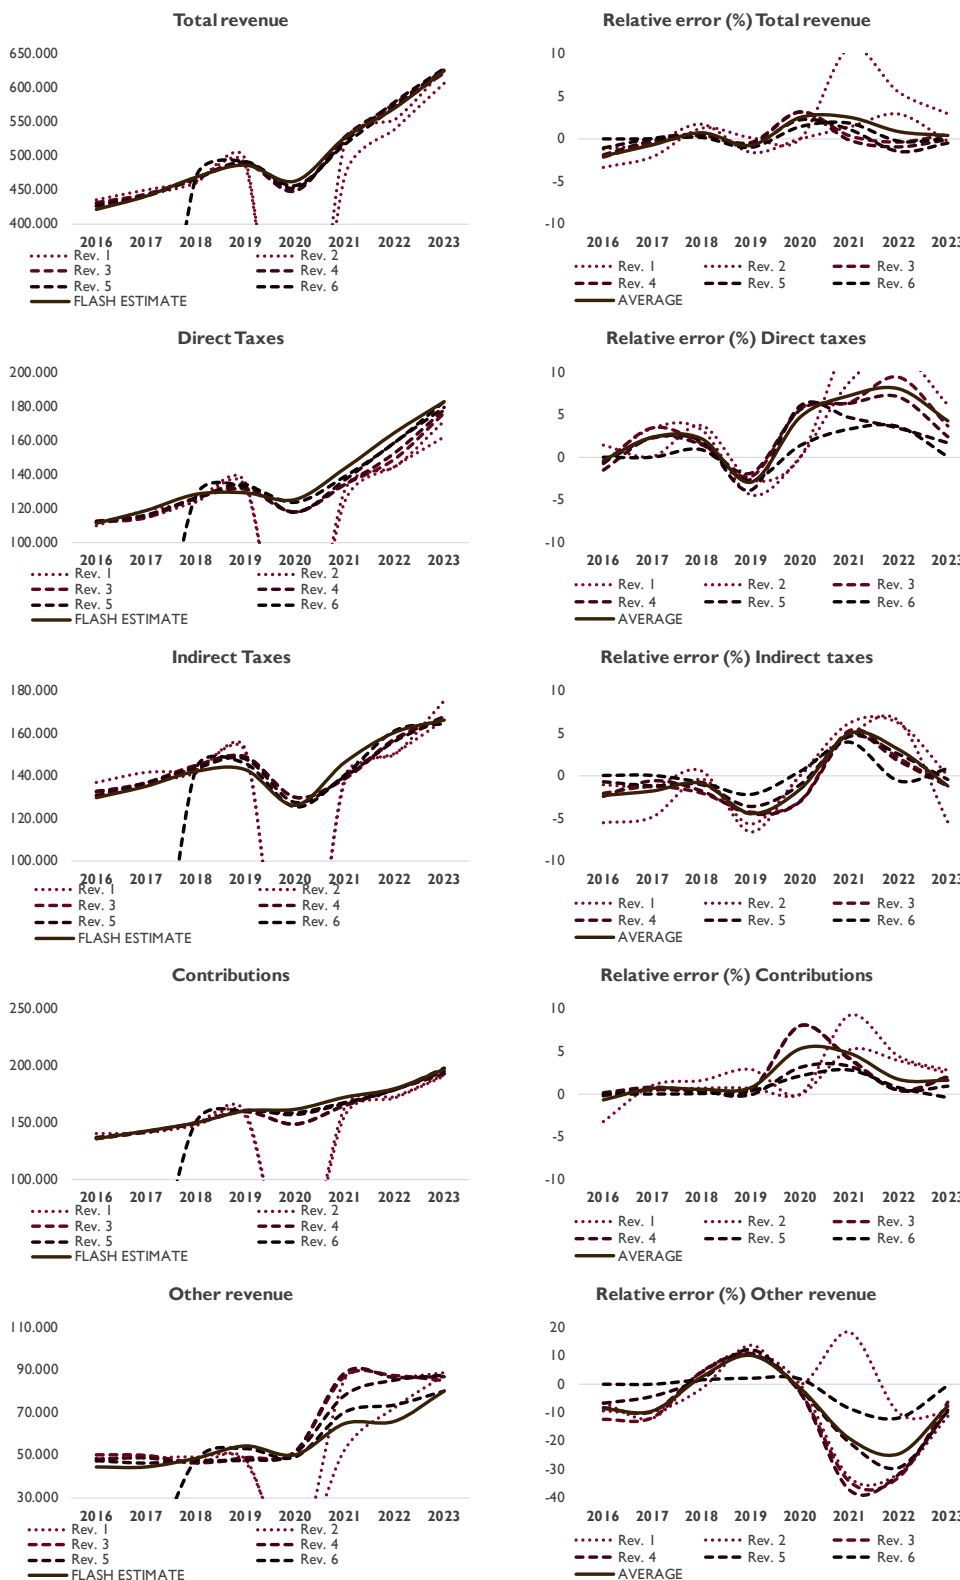 Total revenue
650.000
600.000
550.000
500.000
450.000
400.000
2016 2017 2018 2019 2020 2021 2022 2023
Rev. 1 Rev. 2
Rev. 3 Rev. 4
Rev. 5 Rev. 6
FLASH ESTIMATE
Relative error (%) Total revenue
10
5
0
-5
-10
2016 2017 2018 2019 2020 2021 2022 2023
Rev. 1 Rev. 2 Rev. 3
Rev. 4 Rev. 5 Rev. 6
AVERAGE
Direct Taxes
200.000
180.000
160.000
140.000
120.000
100.000
2016 2017 2018 2019 2020 2021 2022 2023
Rev. 1 Rev. 2
Rev. 3 Rev. 4
Rev. 5 Rev. 6
FLASH ESTIMATE
Relative error (%) Direct taxes
10
5
0
-5
-10
2016 2017 2018 2019 2020 2021 2022 2023
Rev. 1 Rev. 2 Rev. 3
Rev. 4 Rev. 5 Rev. 6
AVERAGE
Indirect Taxes
180.000
160.000
140.000
120.000
100.000
2016 2017 2018 2019 2020 2021 2022 2023
Rev. 1 Rev. 2
Rev. 3 Rev. 4
Rev. 5 Rev. 6
FLASH ESTIMATE
Relative error (%) Indirect taxes
10
5
0
-5
-10
2016 2017 2018 2019 2020 2021 2022 2023
Rev. 1 Rev. 2 Rev. 3
Rev. 4 Rev. 5 Rev. 6
AVERAGE
Contributions
250.000
200.000
150.000
100.000
2016 2017 2018 2019 2020 2021 2022 2023
Rev. 1 Rev. 2
Rev. 3 Rev. 4
Rev. 5 Rev. 6
FLASH ESTIMATE
Relative error (%) Contributions
10
5
0
-5
-10
2016 2017 2018 2019 2020 2021 2022 2023
Rev. 1 Rev. 2 Rev. 3
Rev. 4 Rev. 5 Rev. 6
AVERAGE
Other revenue
110.000
90.000
70.000
50.000
30.000
2016 2017 2018 2019 2020 2021 2022 2023
Rev. 1 Rev. 2
Rev. 3 Rev. 4
Rev. 5 Rev. 6
FLASH ESTIMATE
Relative error (%) Other revenue
20
10
0
-10
-20
-30
-40
2016 2017 2018 2019 2020 2021 2022 2023
Rev. 1 Rev. 2 Rev. 3
Rev. 4 Rev. 5 Rev. 6
AVERAGE